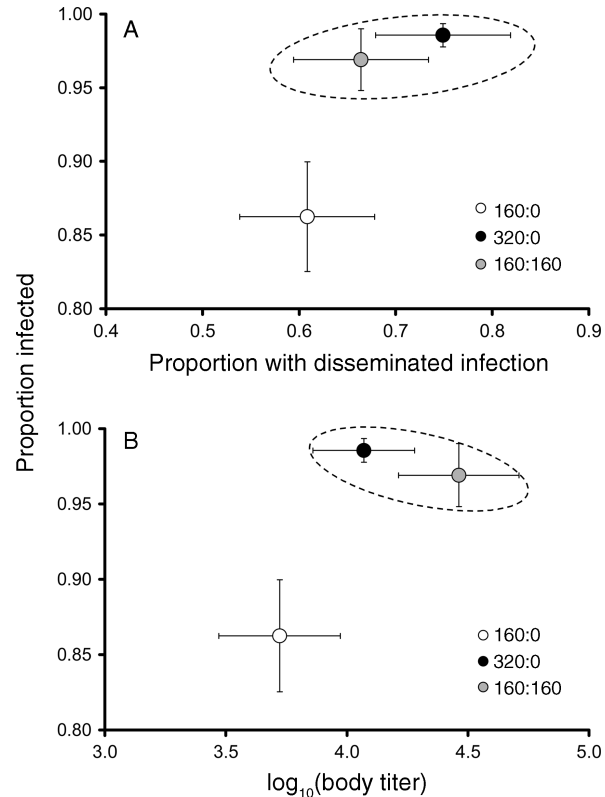 A
1.00
0.95
0.90
0.85
0.80
160:0
320:0
160:160
0.4 0.5 0.6 0.7 0.8 0.9
Proportion with disseminated infection
Proportion infected
B
1.00
0.95
0.90
0.85
0.80
160:0
320:0
160:160
3.0 3.5 4.0 4.5 5.0
log10(body titer)